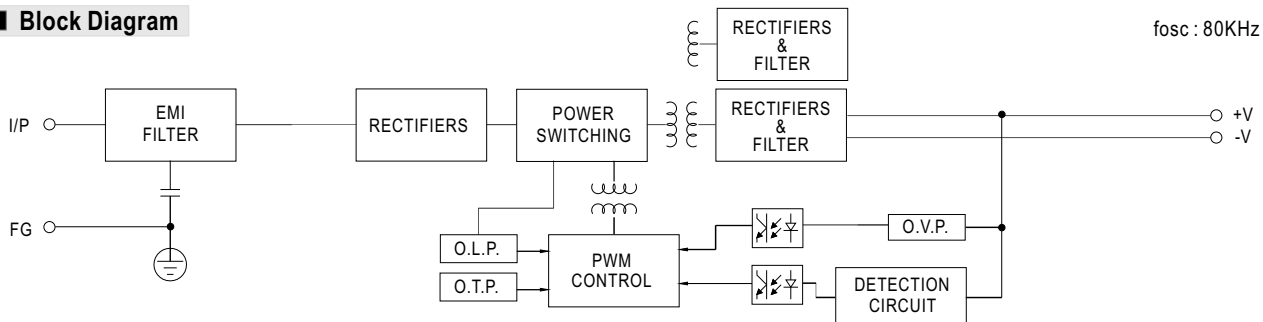 Block Diagram
fosc : 80KHz
RECTIFIERS
&
FILTER
I/P
EMI
FILTER
RECTIFIERS
POWER
SWITCHING
RECTIFIERS
&
FILTER
+V
-V
FG
O.L.P.
O.T.P.
PWM
CONTROL
O.V.P.
DETECTION
CIRCUIT